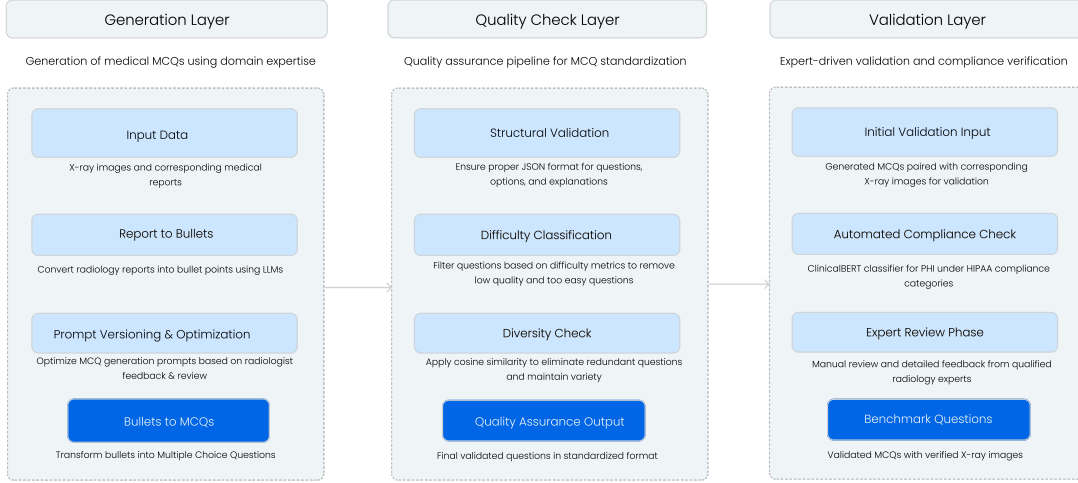 Generation Layer
Generation of medical MCQs using domain expertise
Input Data
X-ray images and corresponding medical
reports
Report to Bullets
Convert radiology reports into bullet points using LLMs
Prompt Versioning & Optimization
Optimize MCQ generation prompts based on radiologist
feedback & review
Bullets to MCQs
Transform bullets into Multiple Choice Questions
Quality Check Layer
Quality assurance pipeline for MCQ standardization
Structural Validation
Ensure proper JSON format for questions,
options, and explanations
Difficulty Classification
Filter questions based on difficulty metrics to remove
low quality and too easy questions
Diversity Check
Apply cosine similarity to eliminate redundant questions
and maintain variety
Quality Assurance Output
Final validated questions in standardized format
Validation Layer
Expert-driven validation and compliance verification
Initial Validation Input
Generated MCQs paired with corresponding
X-ray images for validation
Automated Compliance Check
ClinicalBERT classifier for PHI under HIPAA compliance
categories
Expert Review Phase
Manual review and detailed feedback from qualified
radiology experts
Benchmark Questions
Validated MCQs with verified X-ray images